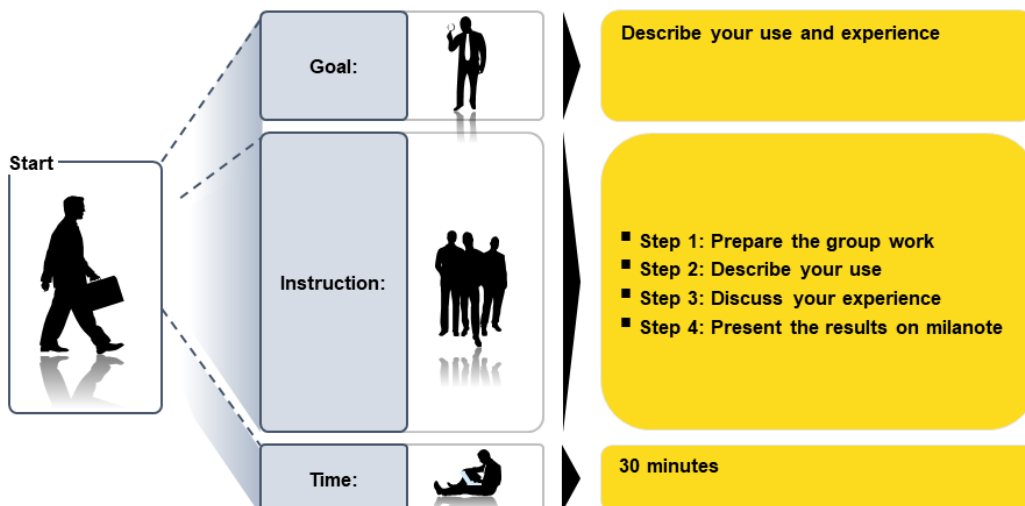 Start
Goal:
Describe your use and experience
Instruction:
▪ Step 1: Prepare the group work
▪ Step 2: Describe your use
▪ Step 3: Discuss your experience
▪ Step 4: Present the results on milanote
Time:
30 minutes